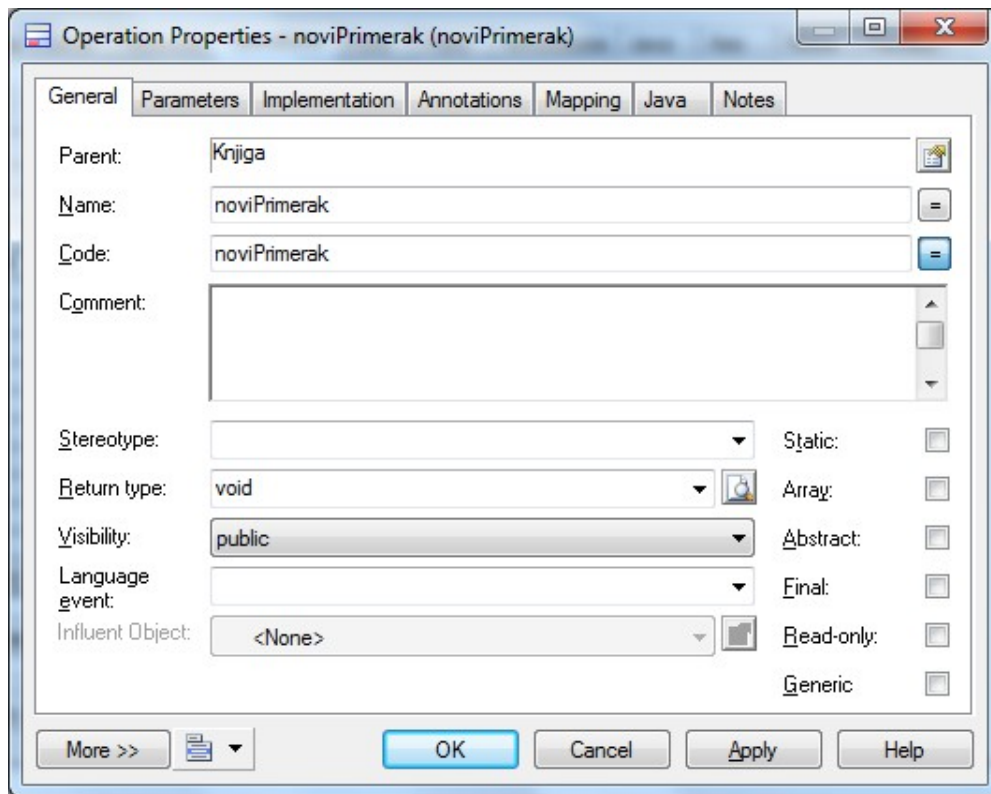 Operation Properties - noviPrimerak (noviPrimerak)
General Parameters Implementation Annotations Mapping Java Notes
Parent: Knjiga
Name: noviPrimerak =
Code: noviPrimerak =
Comment:
Stereotype: Static:
Return type: void Array:
Visibility: public Abstract:
Language event: Final:
Influent Object: <None> Read-only:
Generic
More >> OK Cancel Apply Help